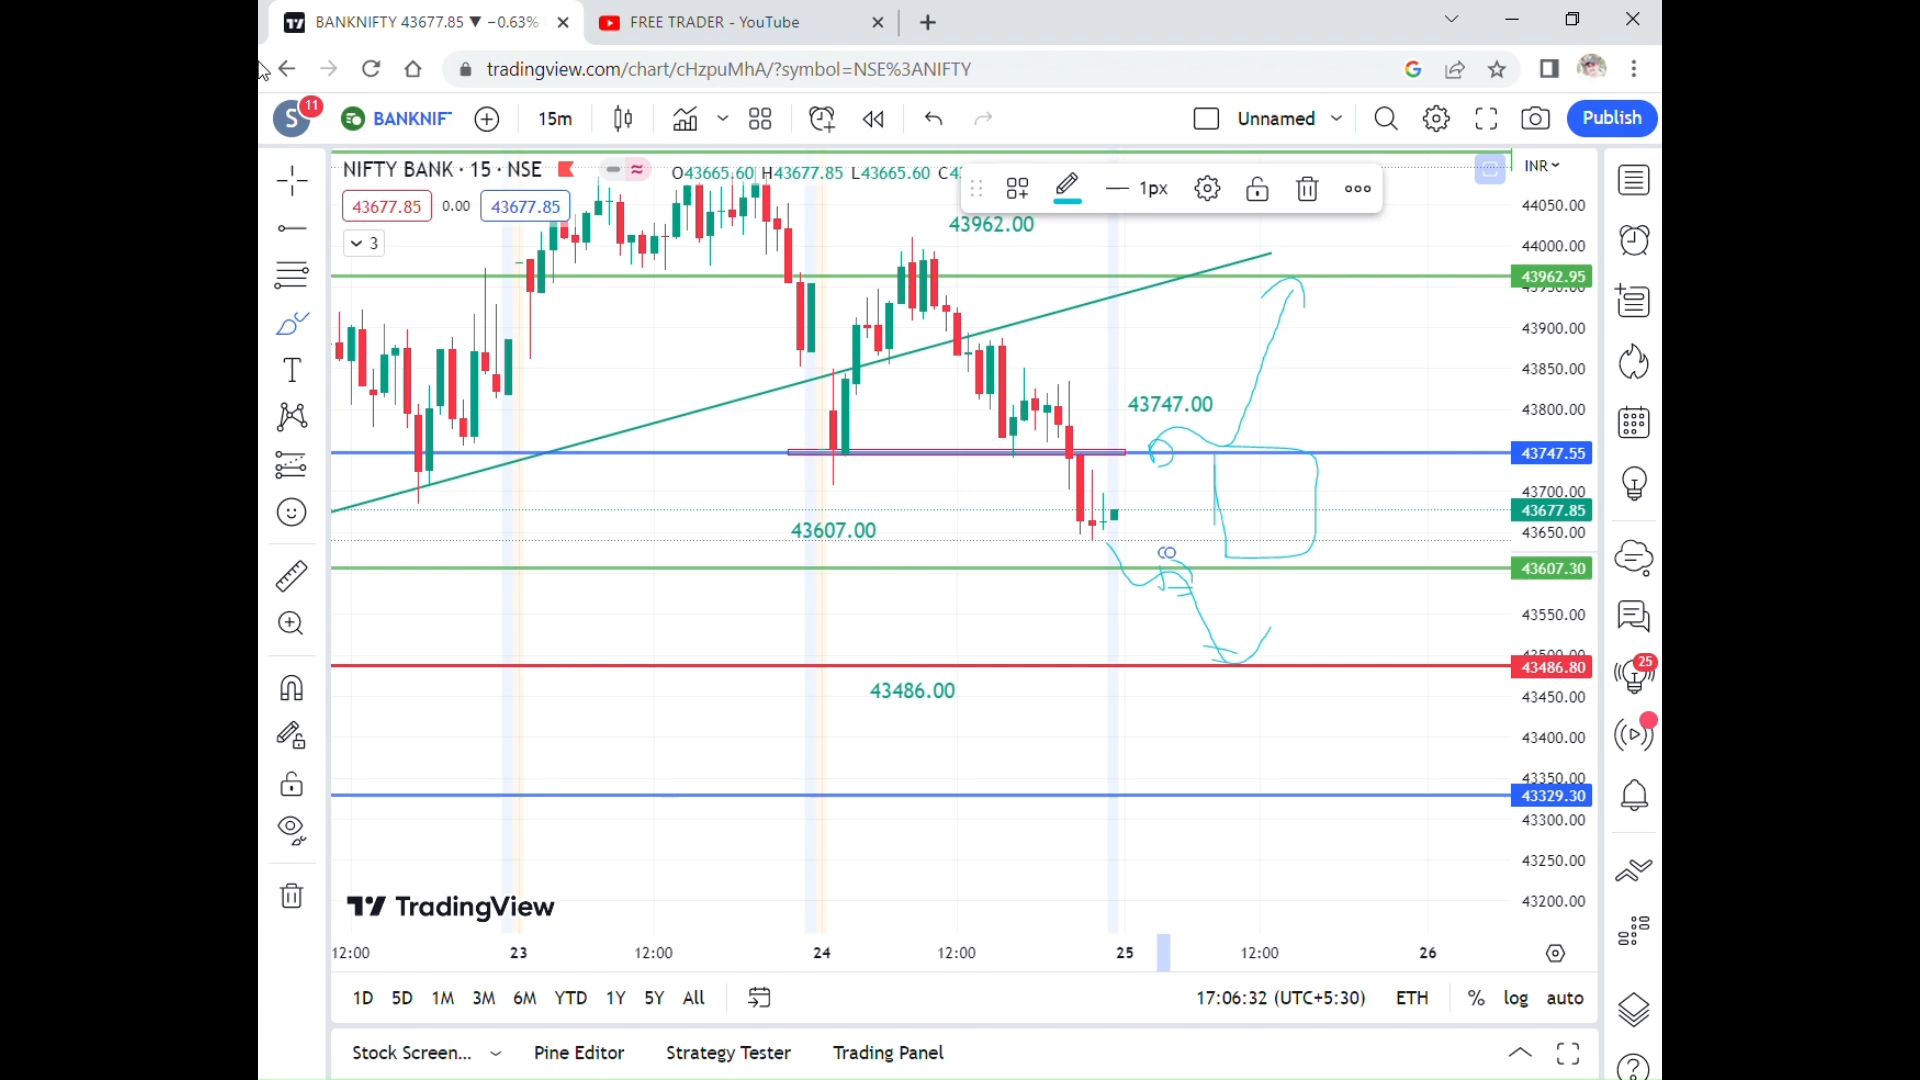 BANKNIFTY 43677.85 ▼ −0.63%
FREE TRADER - YouTube
tradingview.com/chart/cHzpuMhA/?symbol=NSE%3ANIFTY
S
11
BANKNIF
15m
Unnamed
Publish
NIFTY BANK · 15 · NSE
O43665.60 H43677.85 L43665.60 C4
INR
1px
43677.85
0.00
43677.85
3
43962.00
43747.00
43607.00
43486.00
44050.00
44000.00
43962.95
43900.00
43850.00
43800.00
43747.55
43700.00
43677.85
43650.00
43607.30
43550.00
43486.80
43450.00
43400.00
43350.00
43329.30
43300.00
43250.00
43200.00
25
TradingView
12:00 23 12:00 24 12:00 25 12:00 26
1D 5D 1M 3M 6M YTD 1Y 5Y All
17:06:32 (UTC+5:30) ETH % log auto
Stock Screen... Pine Editor Strategy Tester Trading Panel